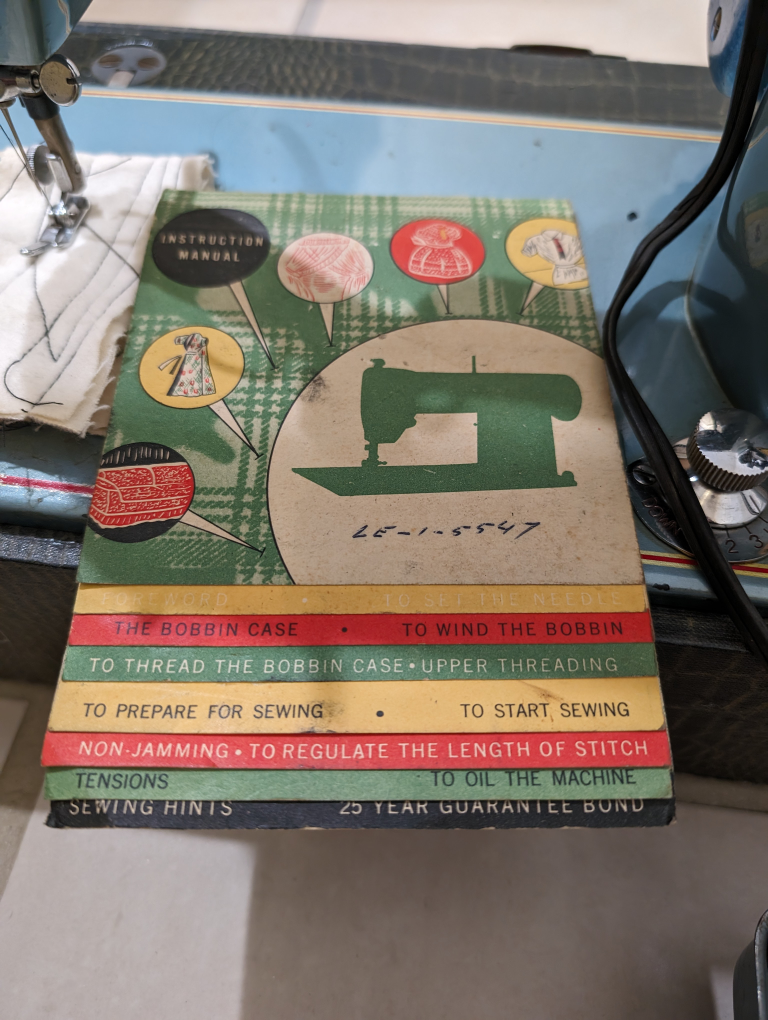 INSTRUCTION
MANUAL
LE-1-5547
FOREWORD • TO SET THE NEEDLE
THE BOBBIN CASE • TO WIND THE BOBBIN
TO THREAD THE BOBBIN CASE • UPPER THREADING
TO PREPARE FOR SEWING • TO START SEWING
NON-JAMMING • TO REGULATE THE LENGTH OF STITCH
TENSIONS TO OIL THE MACHINE
SEWING HINTS 25 YEAR GUARANTEE BOND
2 3